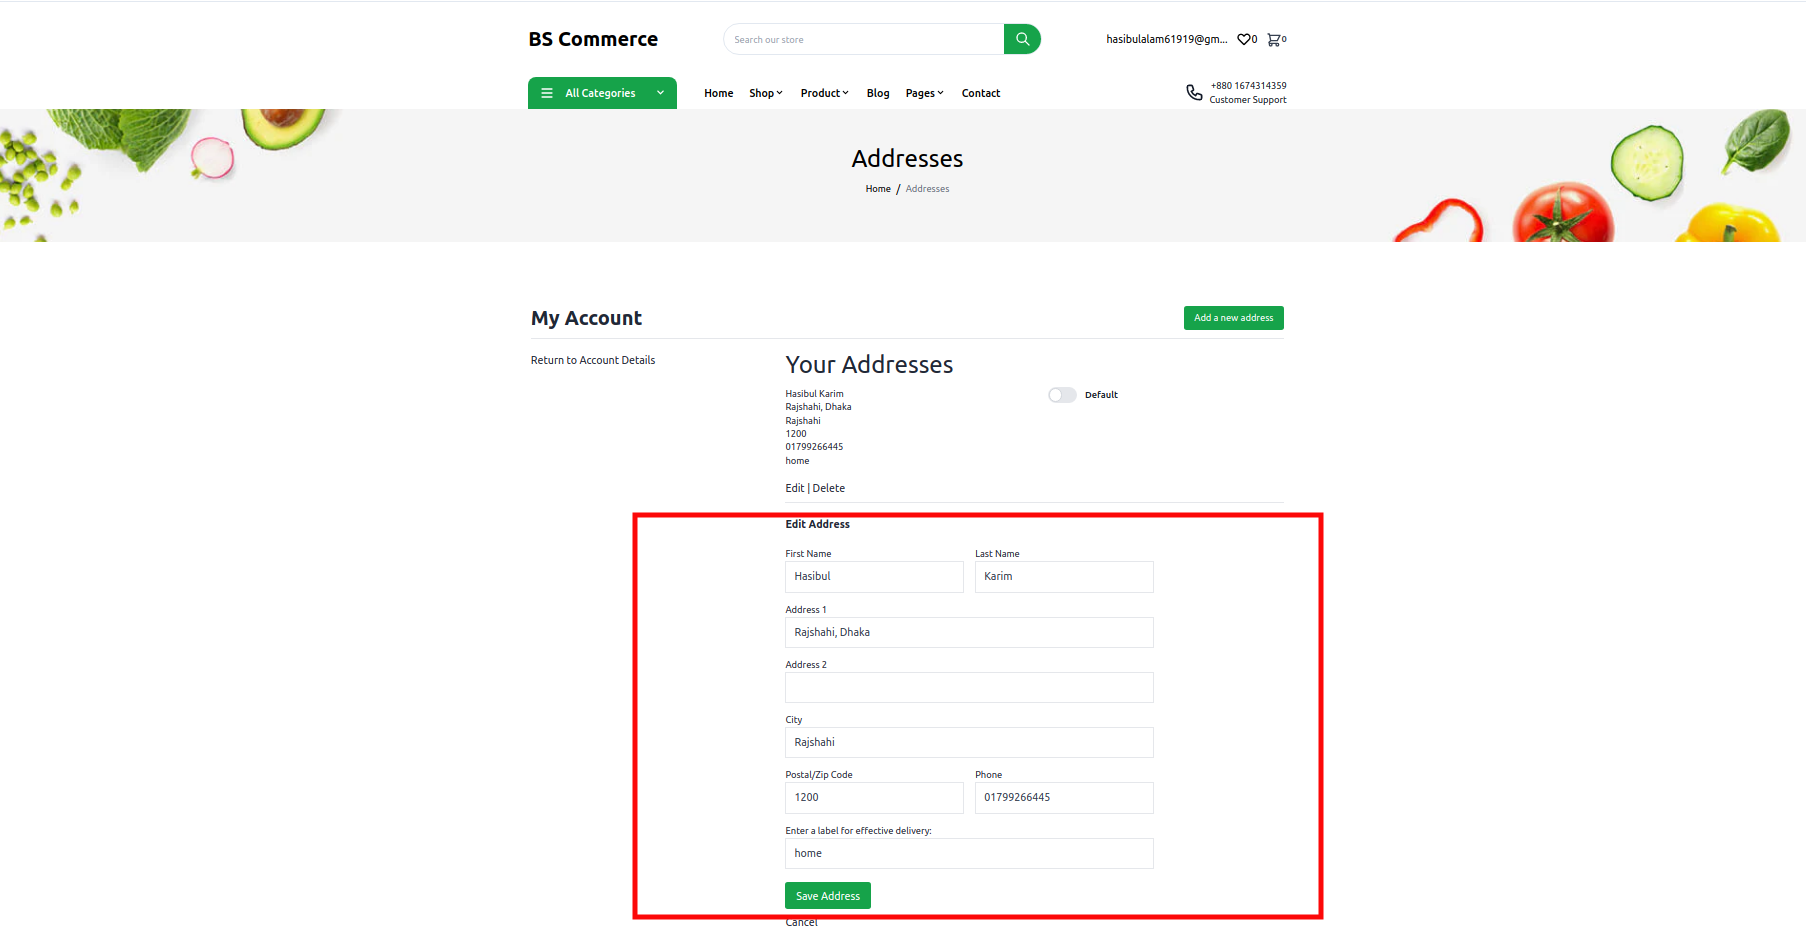 BS Commerce
Search our store
hasibulalam61919@gm...
0
0
All Categories
Home
Shop
Product
Blog
Pages
Contact
+880 1674314359
Customer Support
Addresses
Home / Addresses
My Account
Add a new address
Return to Account Details
Your Addresses
Hasibul Karim
Default
Rajshahi, Dhaka
Rajshahi
1200
01799266445
home
Edit | Delete
Edit Address
First Name
Last Name
Hasibul
Karim
Address 1
Rajshahi, Dhaka
Address 2
City
Rajshahi
Postal/Zip Code
Phone
1200
01799266445
Enter a label for effective delivery:
home
Save Address
Cancel